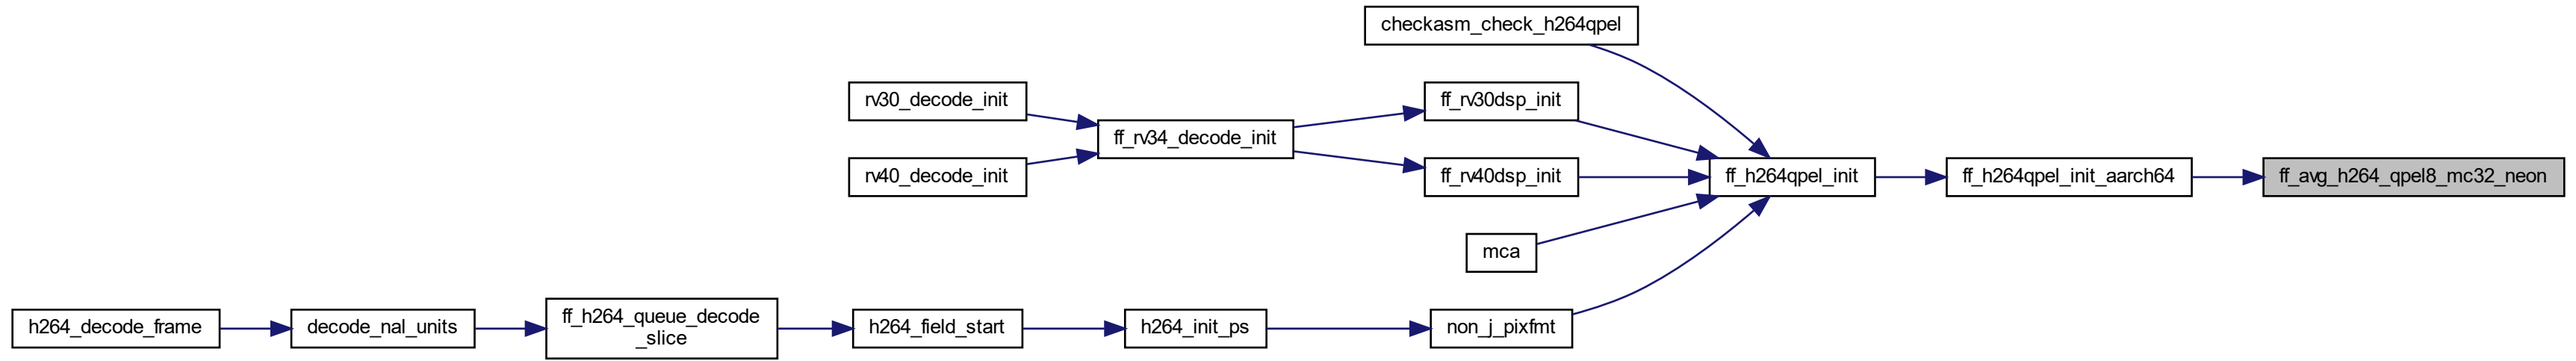 checkasm_check_h264qpel
rv30_decode_init
ff_rv30dsp_init
ff_rv34_decode_init
rv40_decode_init
ff_rv40dsp_init
ff_h264qpel_init
ff_h264qpel_init_aarch64
ff_avg_h264_qpel8_mc32_neon
mca
h264_decode_frame
decode_nal_units
ff_h264_queue_decode
_slice
h264_field_start
h264_init_ps
non_j_pixfmt